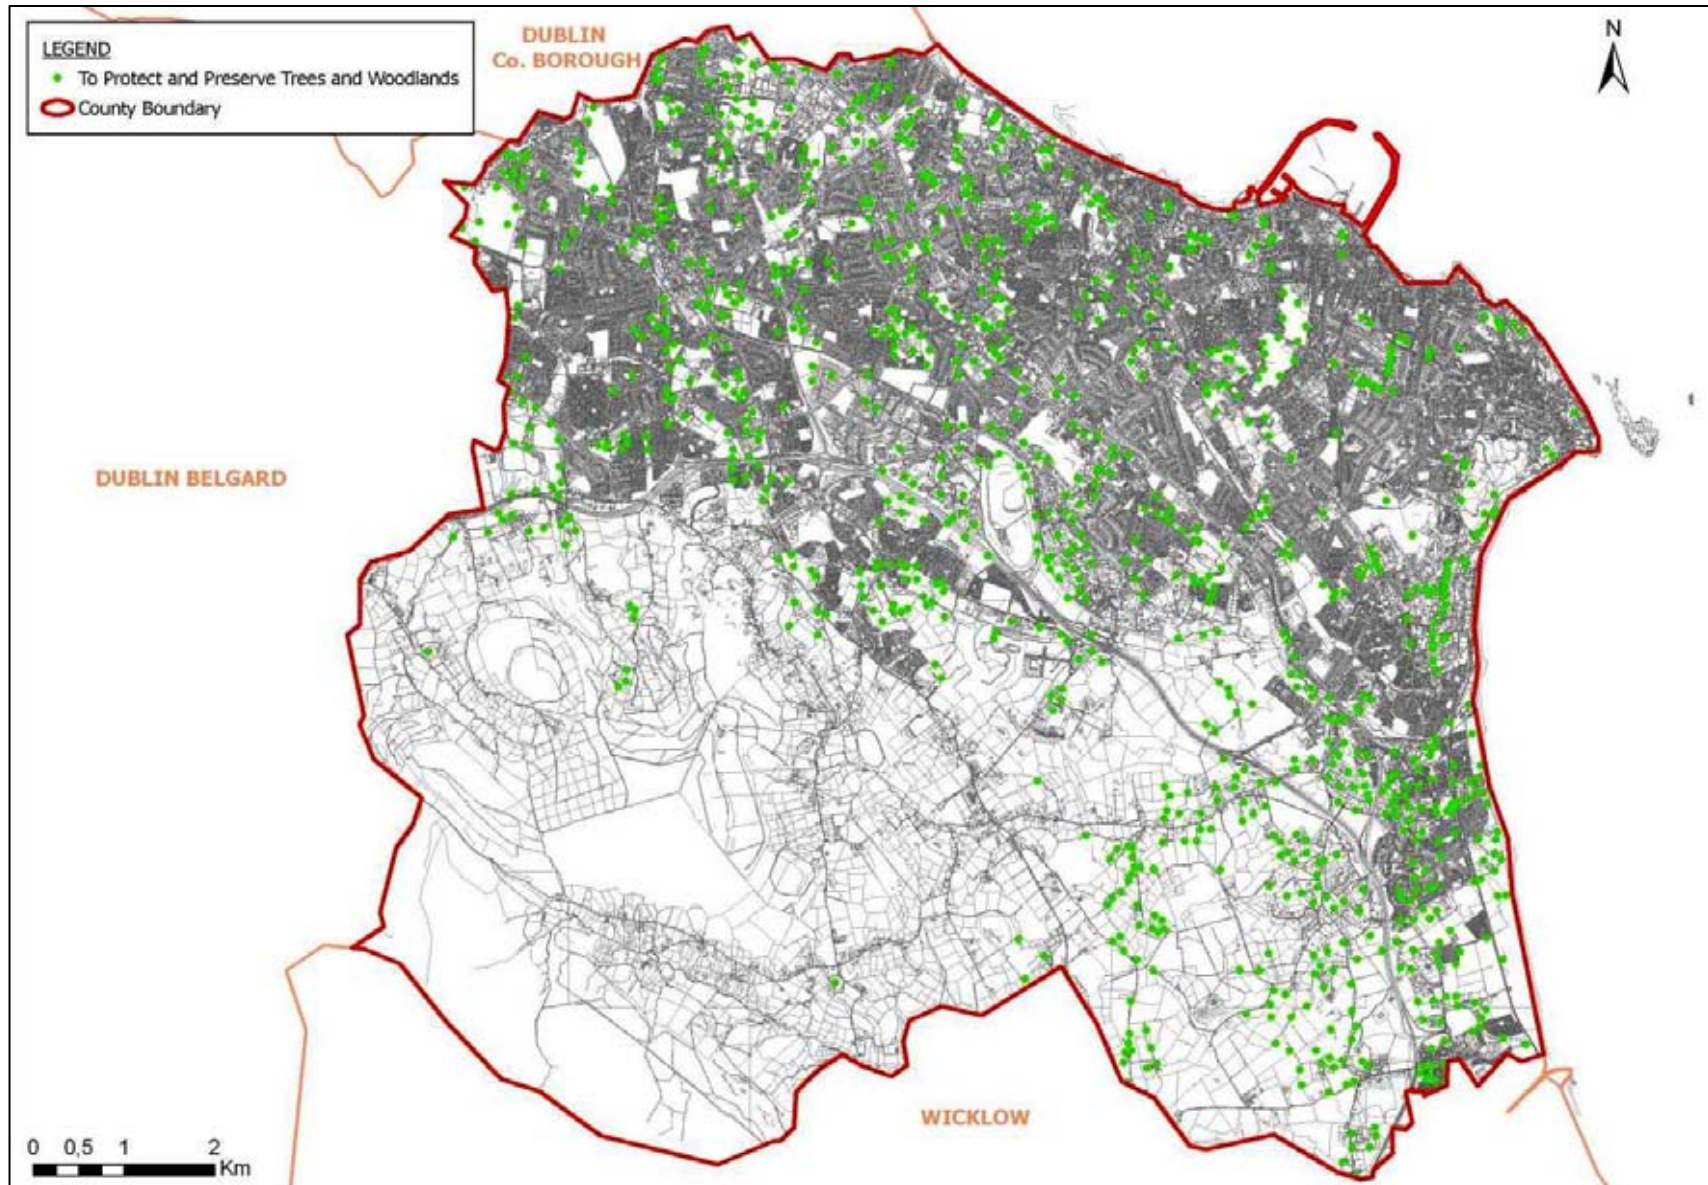 LEGEND
To Protect and Preserve Trees and Woodlands
County Boundary
DUBLIN
Co. BOROUGH
N
DUBLIN BELGARD
WICKLOW
0 0,5 1 2
Km